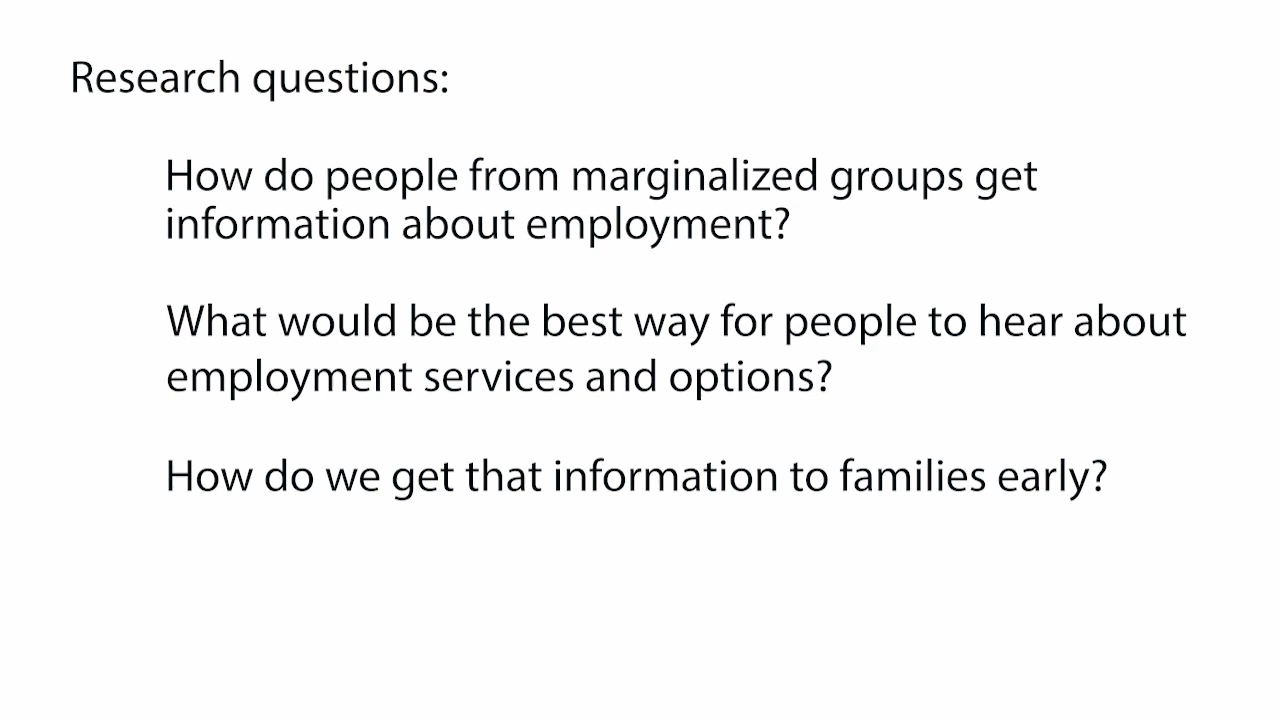 Research questions:
How do people from marginalized groups get
information about employment?
What would be the best way for people to hear about
employment services and options?
How do we get that information to families early?